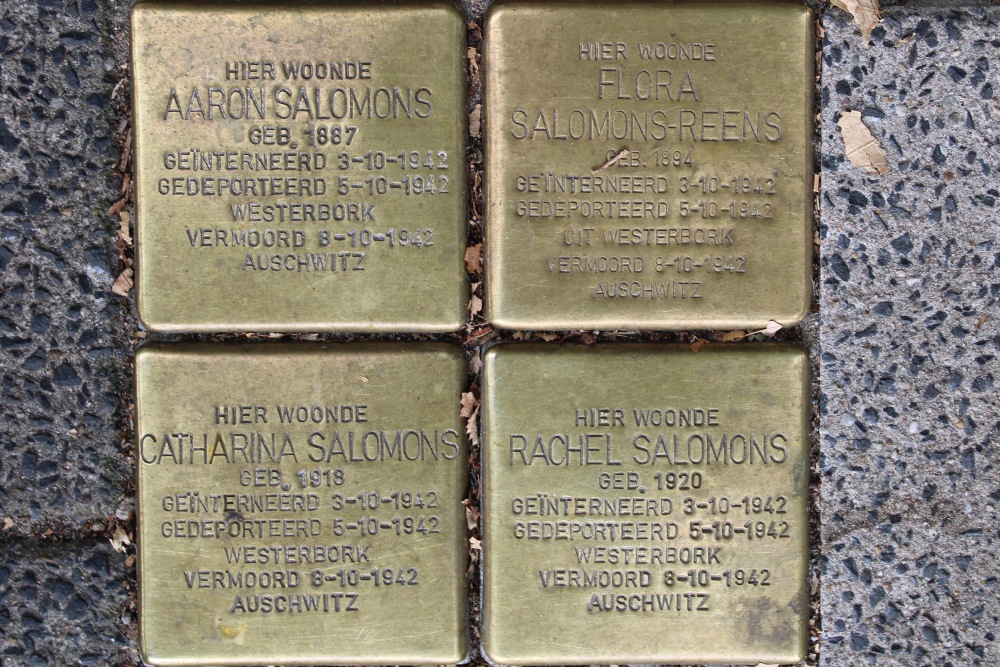 HIER WOONDE
AARON SALOMONS
GEB. 1887
GEÏNTERNEERD 3-10-1942
GEDEPORTEERD 5-10-1942
WESTERBORK
VERMOORD 8-10-1942
AUSCHWITZ
HIER WOONDE
FLORA
SALOMONS-REENS
GEB. 1894
GEÏNTERNEERD 3-10-1942
GEDEPORTEERD 5-10-1942
UIT WESTERBORK
VERMOORD 8-10-1942
AUSCHWITZ
HIER WOONDE
CATHARINA SALOMONS
GEB. 1918
GEÏNTERNEERD 3-10-1942
GEDEPORTEERD 5-10-1942
WESTERBORK
VERMOORD 8-10-1942
AUSCHWITZ
HIER WOONDE
RACHEL SALOMONS
GEB. 1920
GEÏNTERNEERD 3-10-1942
GEDEPORTEERD 5-10-1942
WESTERBORK
VERMOORD 8-10-1942
AUSCHWITZ